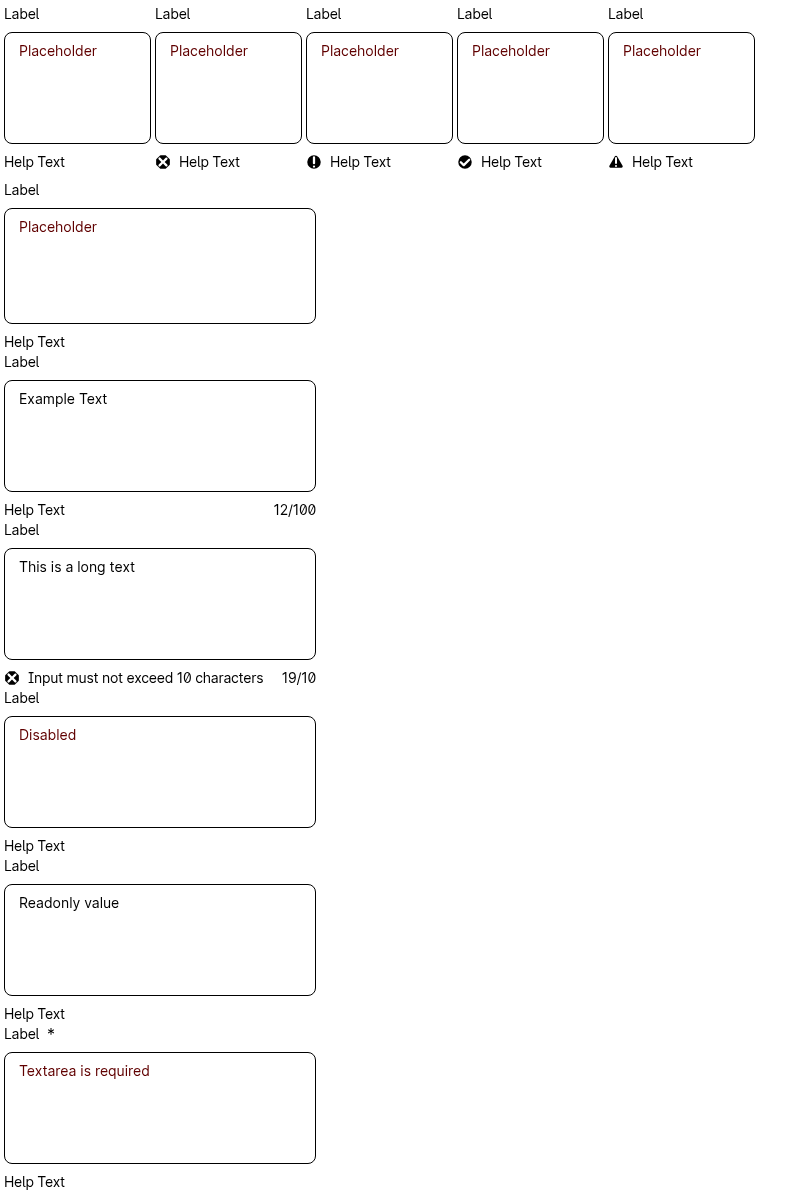 Label Label Label Label Label
Placeholder Placeholder Placeholder Placeholder Placeholder
Help Text Help Text Help Text Help Text Help Text
Label
Placeholder
Help Text
Label
Example Text
Help Text 12/100
Label
This is a long text
Input must not exceed 10 characters 19/10
Label
Disabled
Help Text
Label
Readonly value
Help Text
Label *
Textarea is required
Help Text